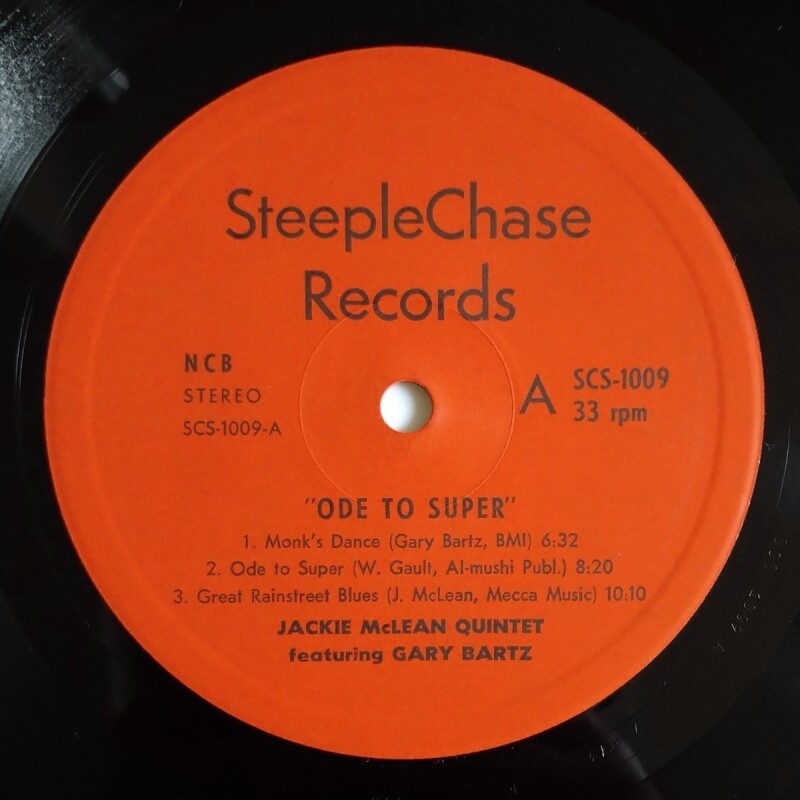 SteepleChase
Records
NCB
STEREO
SCS-1009-A
A
SCS-1009
33 rpm
"ODE TO SUPER"
1. Monk's Dance (Gary Bartz, BMI) 6:32
2. Ode to Super (W. Gault, Al-mushi Publ.) 8:20
3. Great Rainstreet Blues (J. McLean, Mecca Music) 10:10
JACKIE McLEAN QUINTET
featuring GARY BARTZ